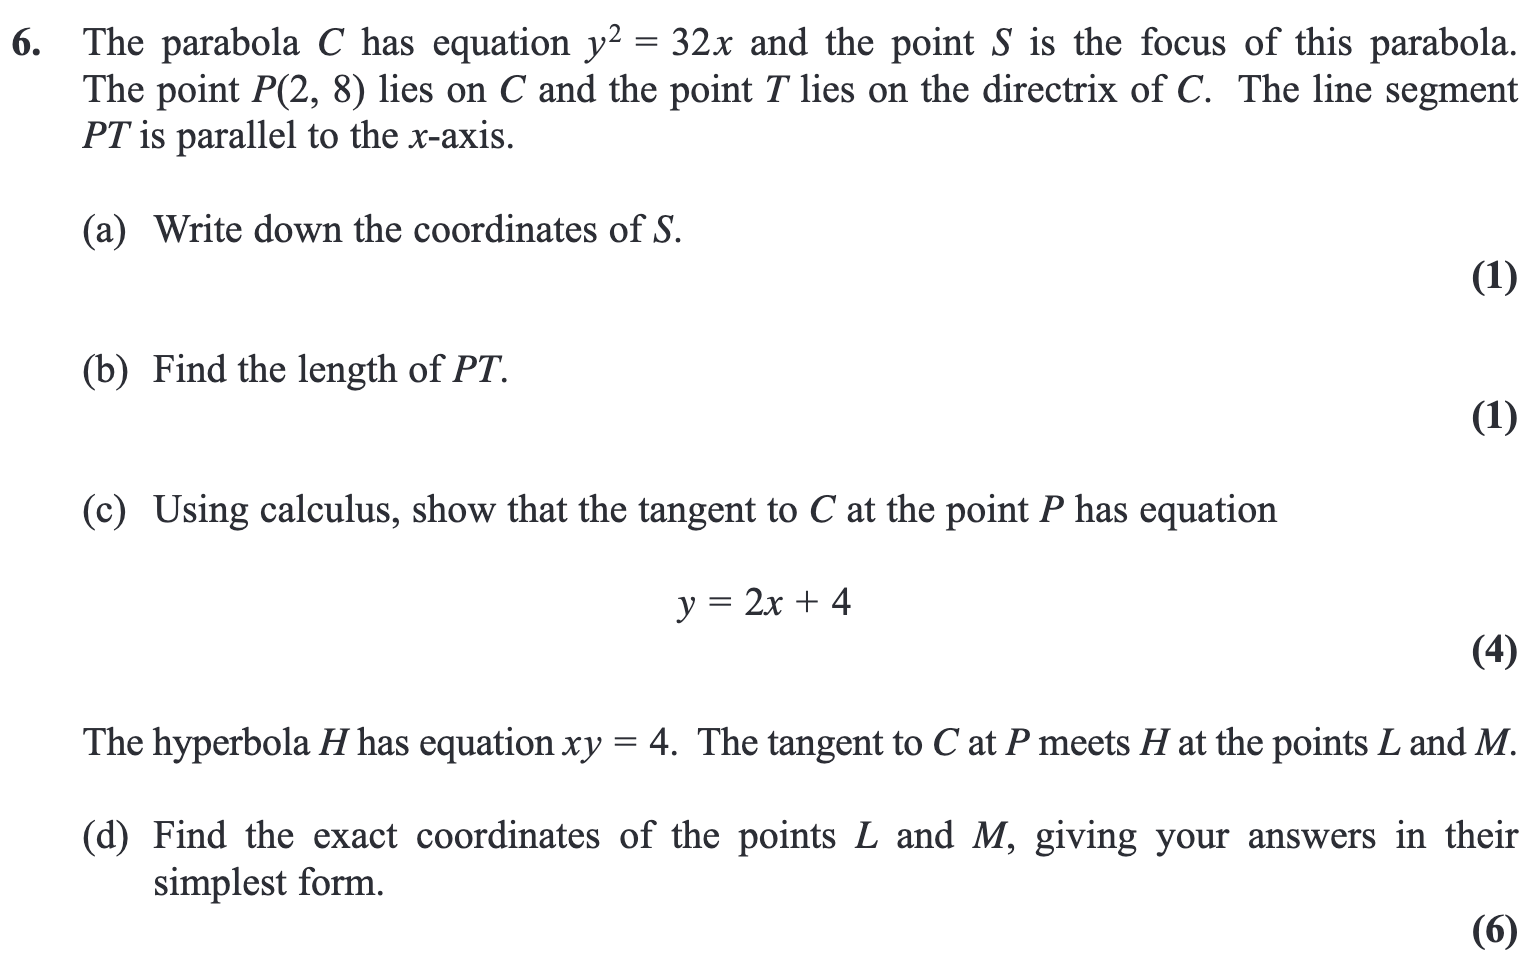 6. The parabola C has equation y² = 32x and the point S is the focus of this parabola.
The point P(2, 8) lies on C and the point T lies on the directrix of C. The line segment
PT is parallel to the x-axis.
(a) Write down the coordinates of S.
(1)
(b) Find the length of PT.
(1)
(c) Using calculus, show that the tangent to C at the point P has equation
y = 2x + 4
(4)
The hyperbola H has equation xy = 4. The tangent to C at P meets H at the points L and M.
(d) Find the exact coordinates of the points L and M, giving your answers in their
simplest form.
(6)